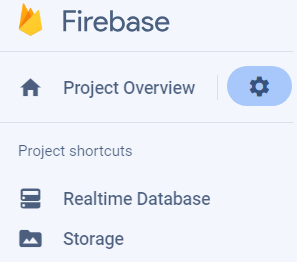 Firebase
Project Overview
Project shortcuts
Realtime Database
Storage